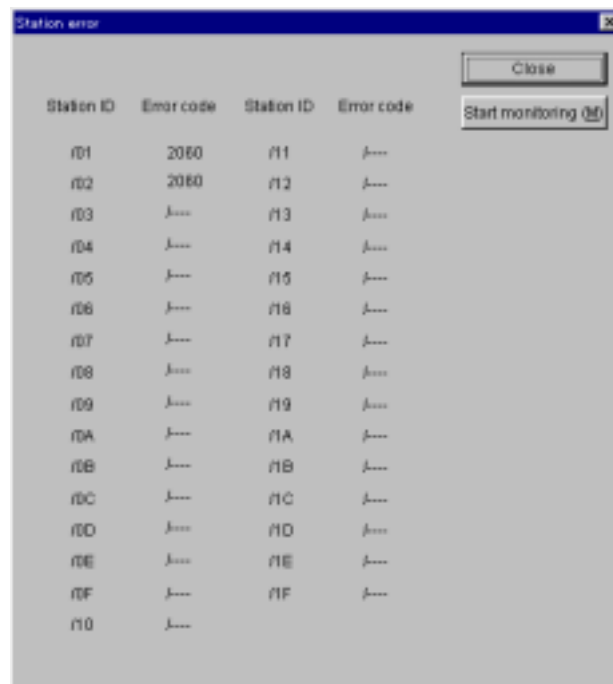 Station error
Close
Station ID Error code Station ID Error code Start monitoring (M)
/01 2060 /11 /----
/02 2060 /12 /----
/03 /---- /13 /----
/04 /---- /14 /----
/05 /---- /15 /----
/06 /---- /16 /----
/07 /---- /17 /----
/08 /---- /18 /----
/09 /---- /19 /----
/0A /---- /1A /----
/0B /---- /1B /----
/0C /---- /1C /----
/0D /---- /1D /----
/0E /---- /1E /----
/0F /---- /1F /----
/10 /----